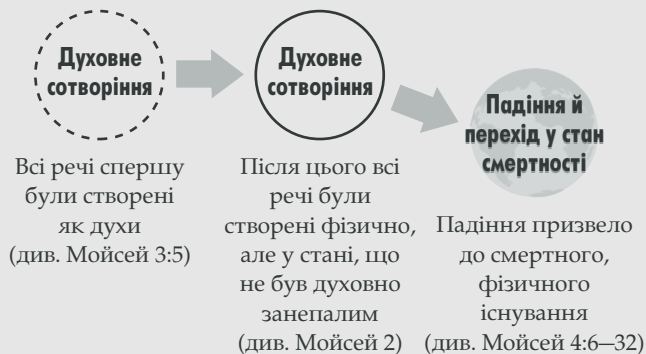 Духовне
сотворіння
Духовне
сотворіння
Падіння й
перехід у стан
смертності
Всі речі спершу
були створені
як духи
(див. Мойсей 3:5)
Після цього всі
речі були
створені фізично,
але у стані, що
не був духовно
занепалим
(див. Мойсей 2)
Падіння призвело
до смертного,
фізичного
існування
(див. Мойсей 4:6–32)